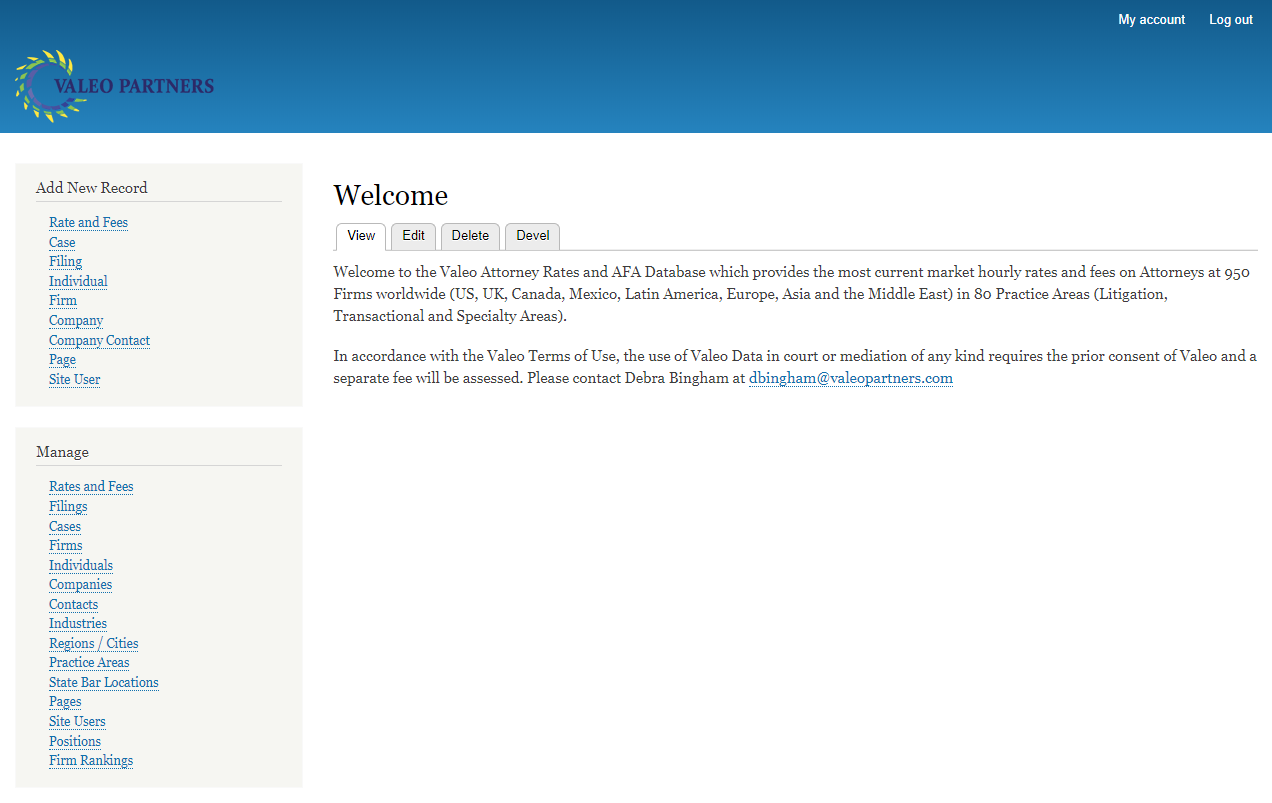 My account
Log out
VALEO PARTNERS
Add New Record
Rate and Fees
Case
Filing
Individual
Firm
Company
Company Contact
Page
Site User
Manage
Rates and Fees
Filings
Cases
Firms
Individuals
Companies
Contacts
Industries
Regions / Cities
Practice Areas
State Bar Locations
Pages
Site Users
Positions
Firm Rankings
Welcome
View
Edit
Delete
Devel
Welcome to the Valeo Attorney Rates and AFA Database which provides the most current market hourly rates and fees on Attorneys at 950
Firms worldwide (US, UK, Canada, Mexico, Latin America, Europe, Asia and the Middle East) in 80 Practice Areas (Litigation,
Transactional and Specialty Areas).
In accordance with the Valeo Terms of Use, the use of Valeo Data in court or mediation of any kind requires the prior consent of Valeo and a
separate fee will be assessed. Please contact Debra Bingham at dbingham@valeopartners.com